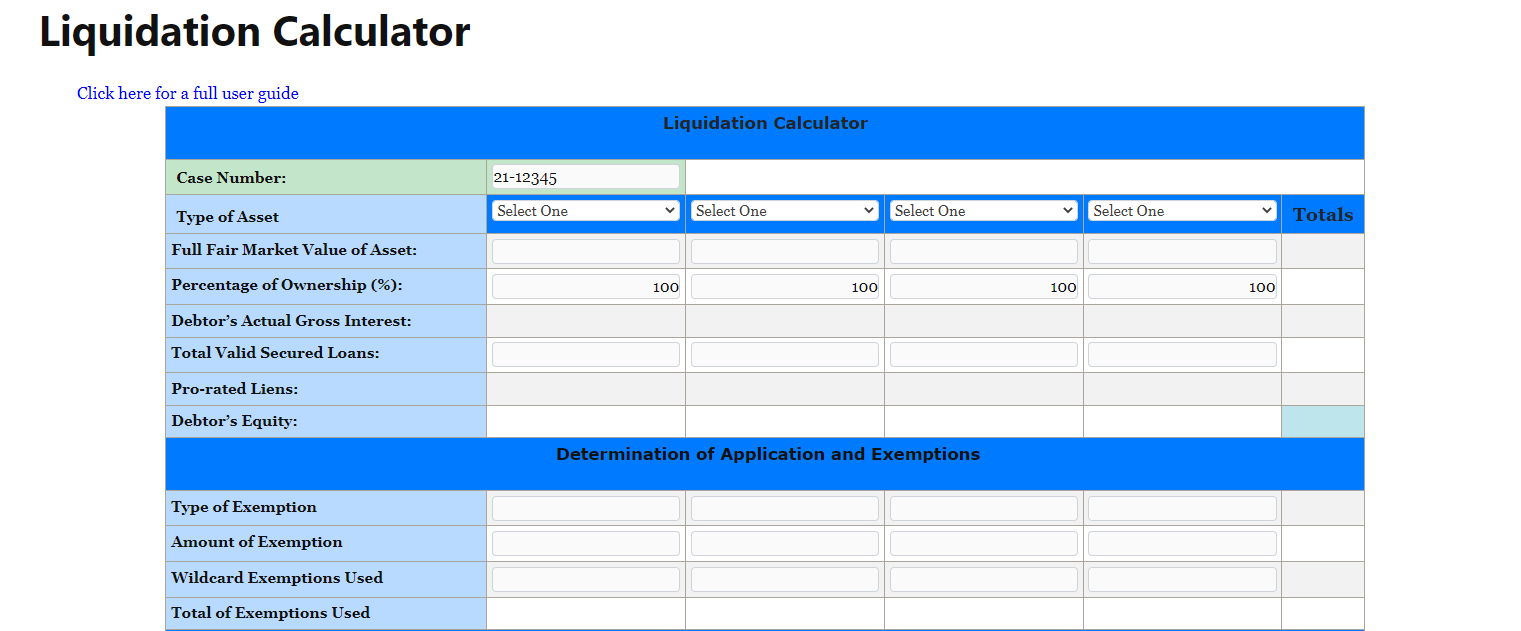 Liquidation Calculator
Click here for a full user guide
Liquidation Calculator
Case Number: 21-12345
Type of Asset Select One Select One Select One Select One Totals
Full Fair Market Value of Asset:
Percentage of Ownership (%): 100 100 100 100
Debtor’s Actual Gross Interest:
Total Valid Secured Loans:
Pro-rated Liens:
Debtor’s Equity:
Determination of Application and Exemptions
Type of Exemption
Amount of Exemption
Wildcard Exemptions Used
Total of Exemptions Used